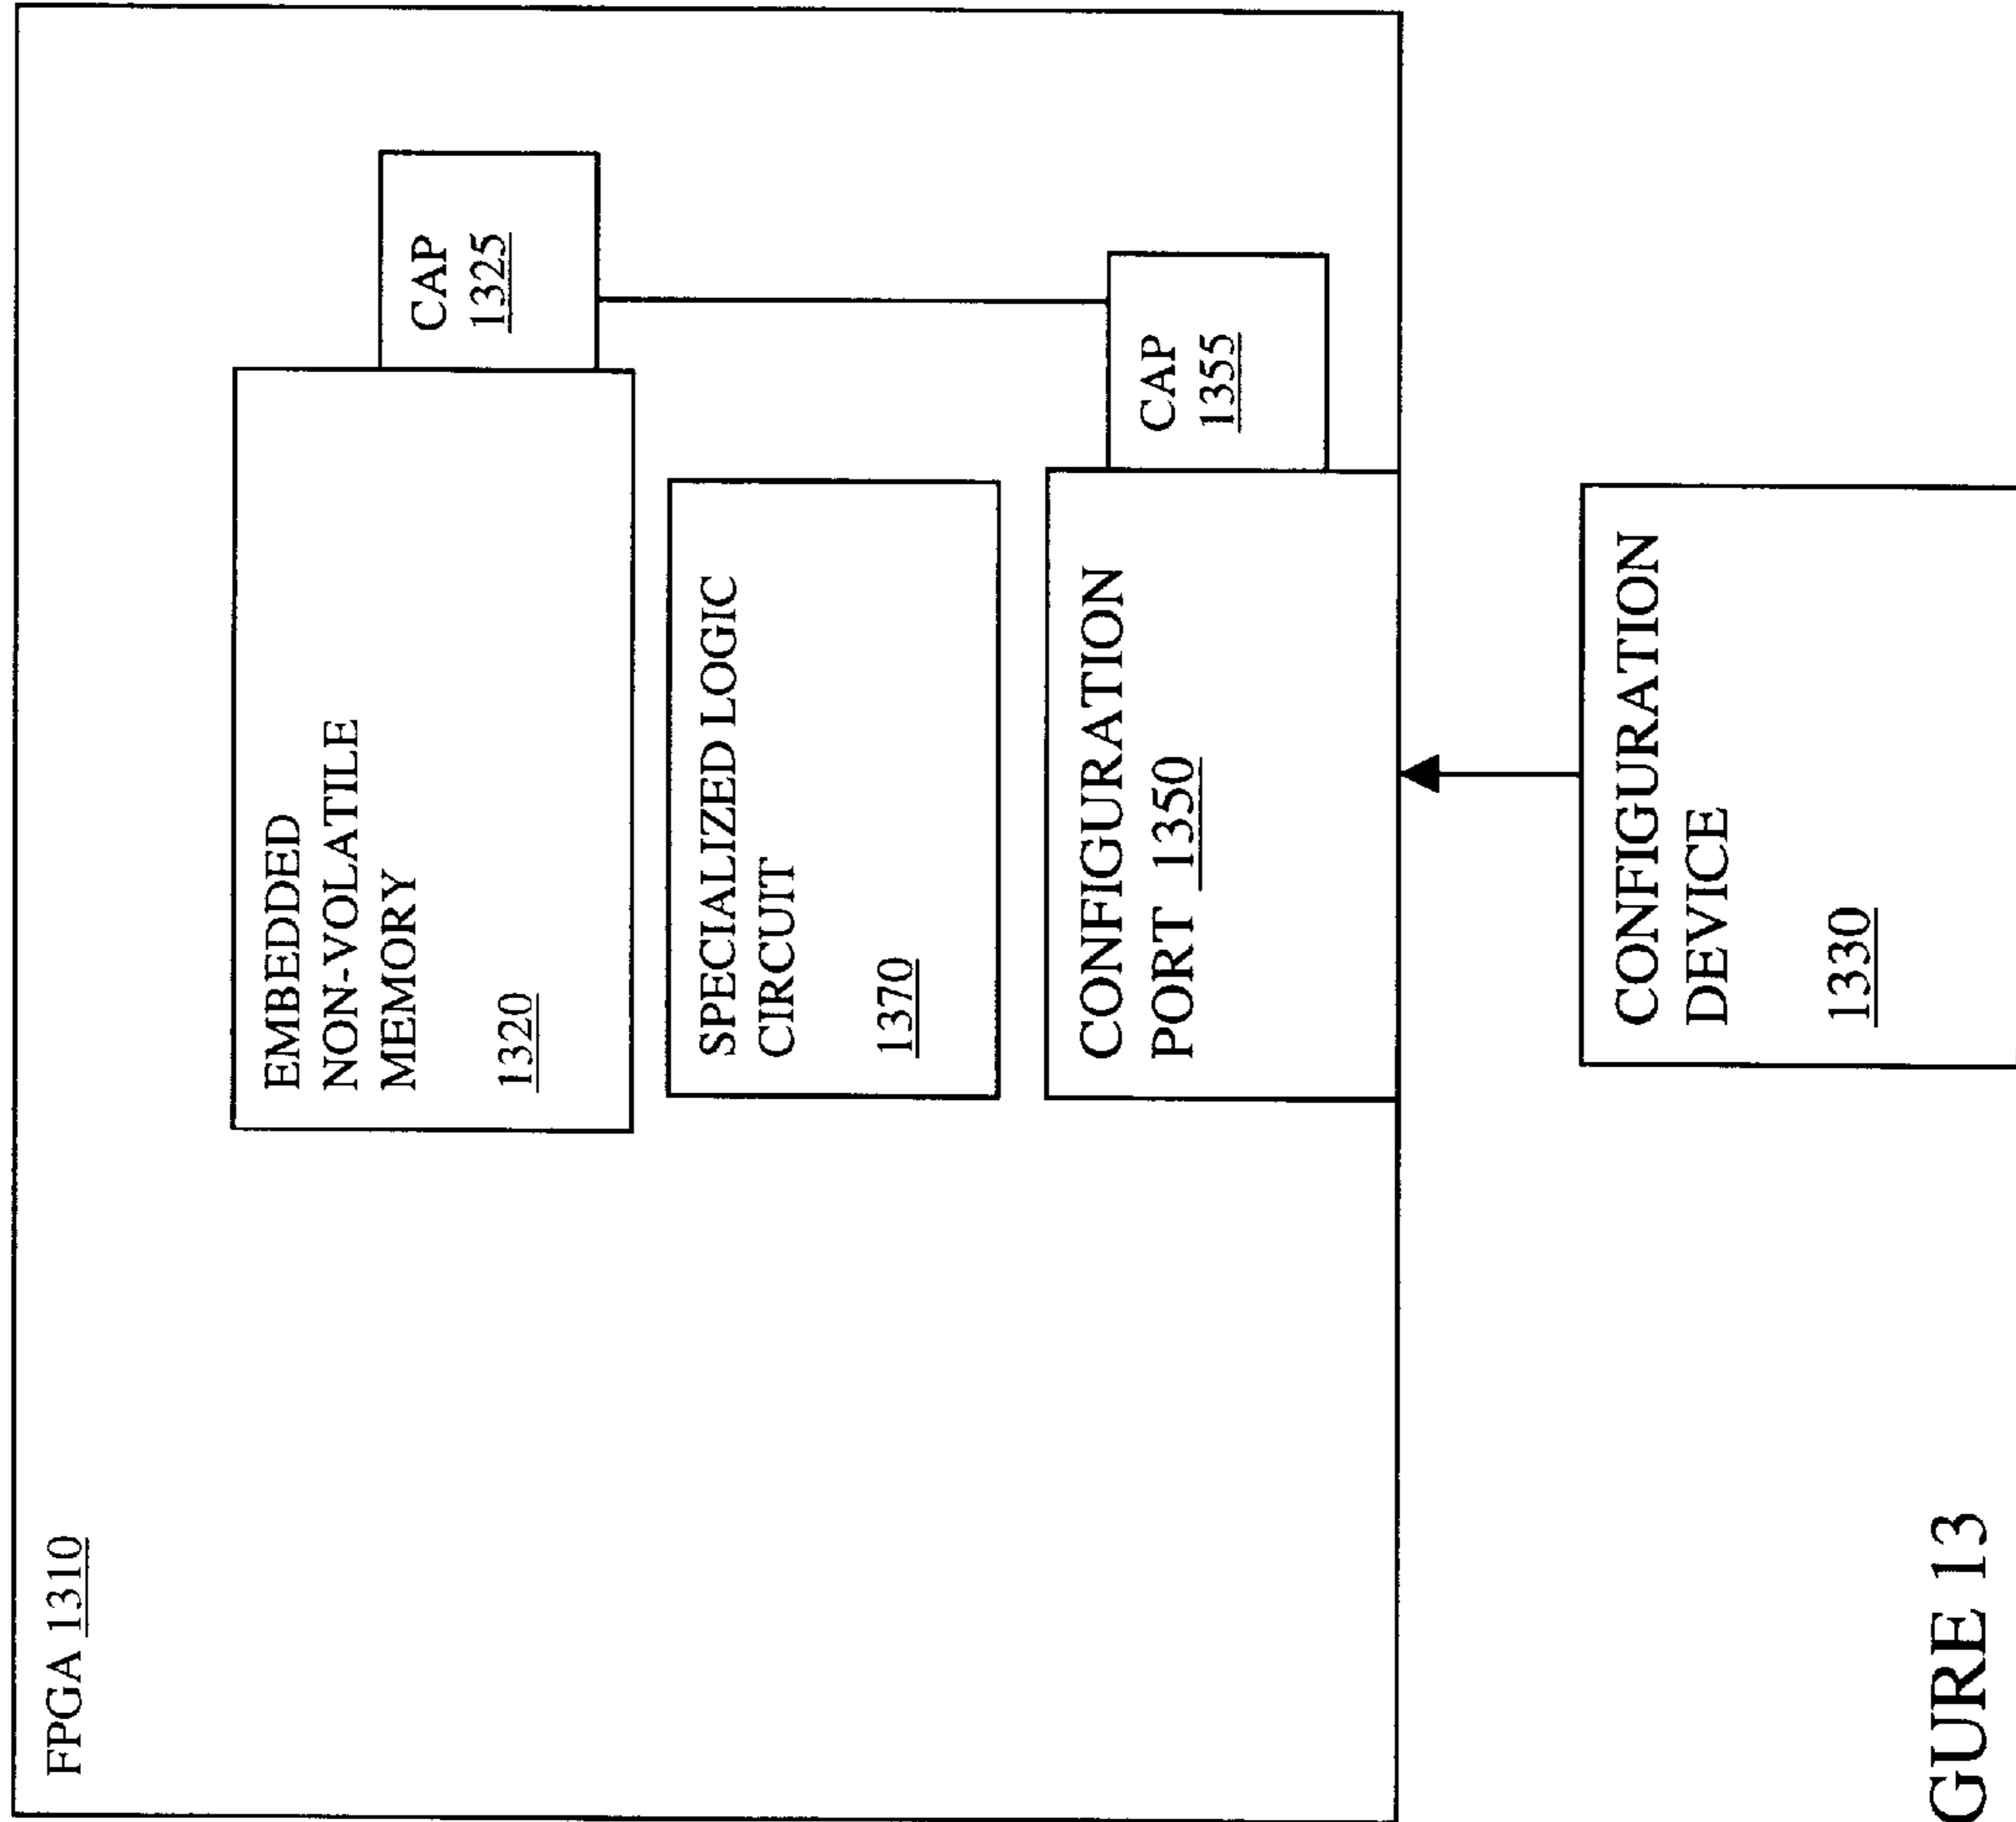 FPGA 1310
EMBEDDED
NON-VOLATILE
MEMORY
1320
CAP
1325
SPECIALIZED LOGIC
CIRCUIT
1370
CONFIGURATION
PORT 1350
CAP
1355
CONFIGURATION
DEVICE
1330
GURE 13